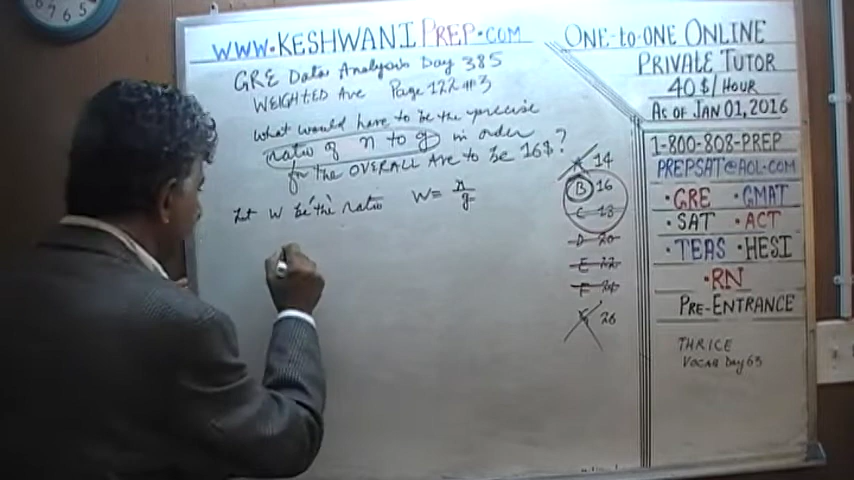 WWW.KESHWANIPREP.COM
GRE Data Analysis Day 385
WEIGHTED Ave Page 122 #3
What would have to be the precise
ratio of n to g in order
for the OVERALL AVE to be 16$?
Let W be the ratio W = n/g
A 14
B 16
C 18
D 20
E 22
F 24
G 26
ONE-TO-ONE ONLINE
PRIVATE TUTOR
40$/HOUR
AS OF JAN 01, 2016
1-800-808-PREP
PREPSAT@AOL.COM
•GRE •GMAT
•SAT •ACT
•TEAS •HESI
•RN
PRE-ENTRANCE
THRICE
VOCAB Day 63